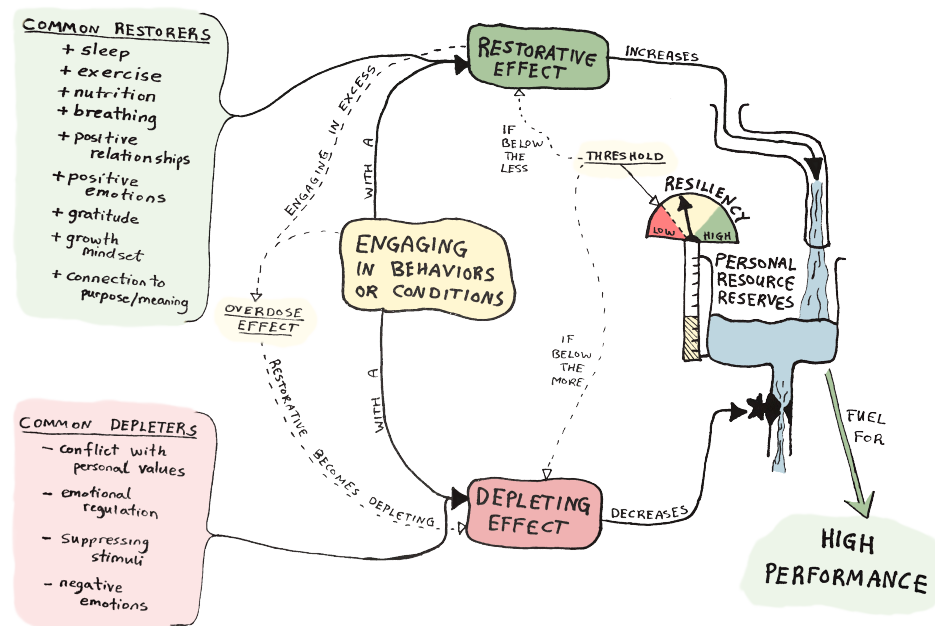 COMMON RESTORERS
+ sleep
+ exercise
+ nutrition
+ breathing
+ positive
relationships
+ positive
emotions
+ gratitude
+ growth
mindset
+ connection to
purpose/meaning
COMMON DEPLETERS
- conflict with
personal values
- emotional
regulation
- suppressing
stimuli
- negative
emotions
ENGAGING IN EXCESS
OVERDOSE
EFFECT
RESTORATIVE BECOMES DEPLETING
WITH A
ENGAGING
IN BEHAVIORS
OR CONDITIONS
WITH A
RESTORATIVE
EFFECT
INCREASES
IF
BELOW
THE
LESS
THRESHOLD
IF
BELOW
THE
MORE
DEPLETING
EFFECT
DECREASES
RESILIENCY
LOW
HIGH
PERSONAL
RESOURCE
RESERVES
FUEL
FOR
HIGH
PERFORMANCE